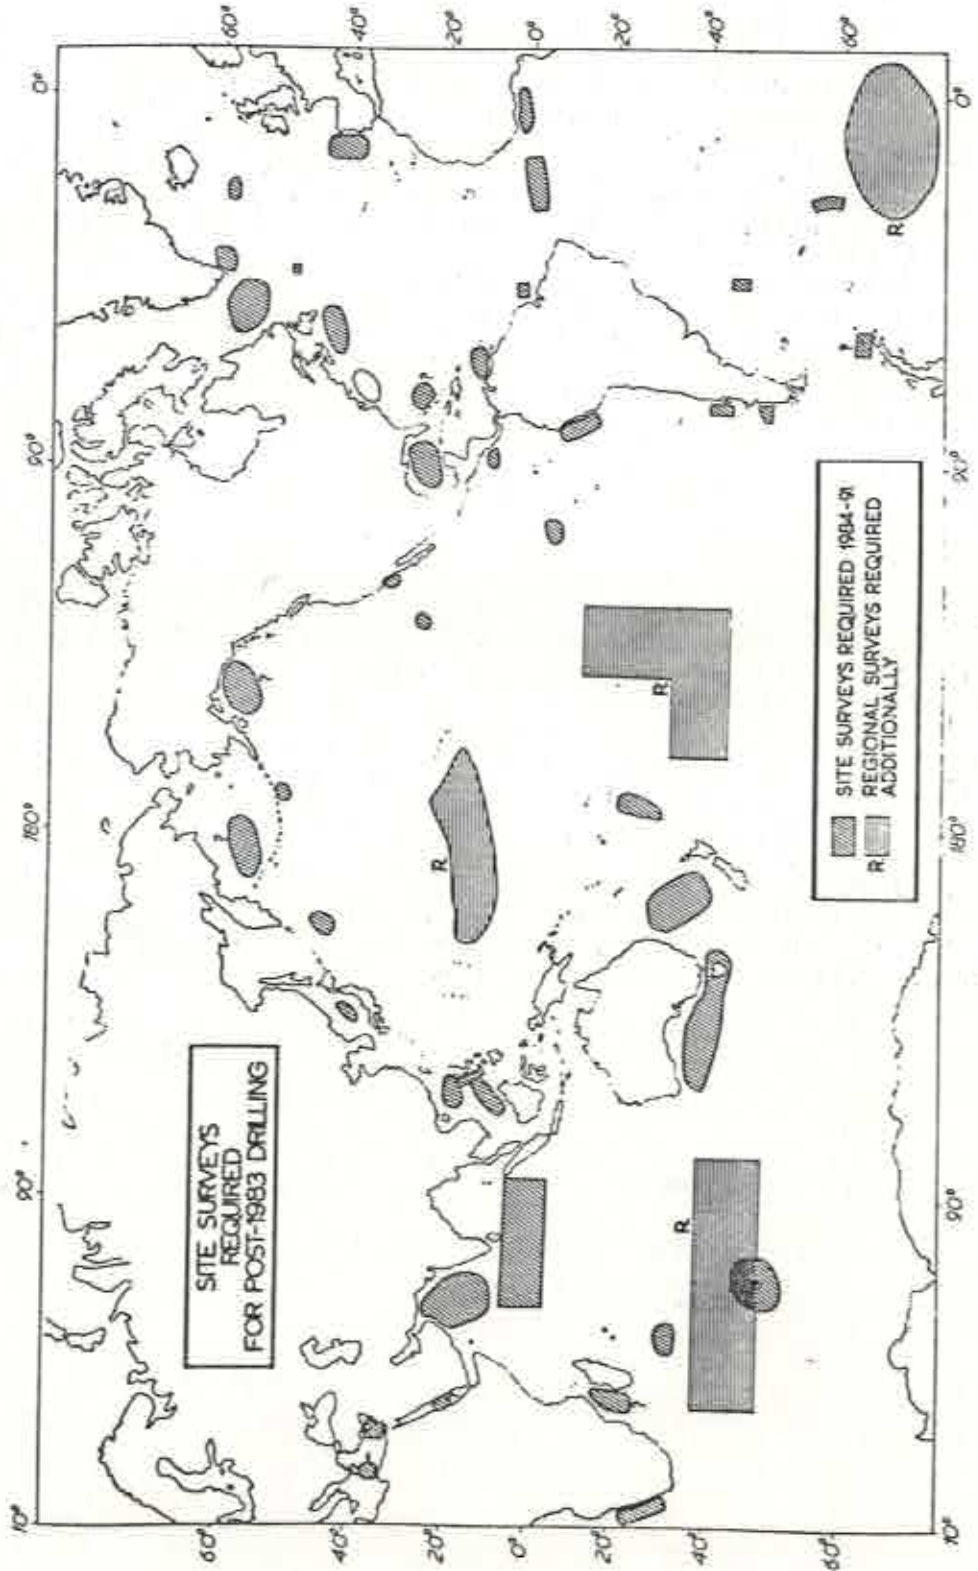 SITE SURVEYS
REQUIRED
FOR POST-1983 DRILLING
10° 90° 180° 90° 0°
60° 40° 20° 0° 20° 40° 60°
60° 40° 20° 0° 20° 40° 60°
? ? ? ?
R
R
R
R
SITE SURVEYS REQUIRED 1984-91
R REGIONAL SURVEYS REQUIRED
ADDITIONALLY
10° 90° 180° 90° 0°